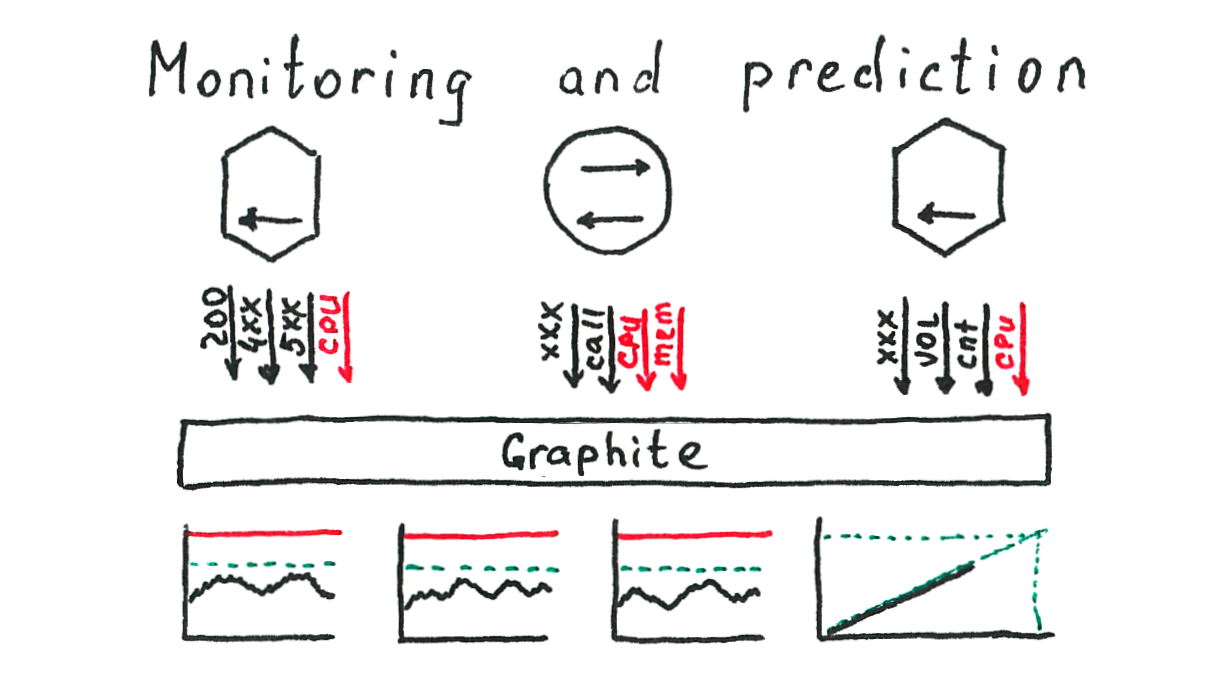 Monitoring and prediction
200
4xx
5xx
cpu
xxx
call
cpu
mem
xxx
vol
cnt
cpu
Graphite